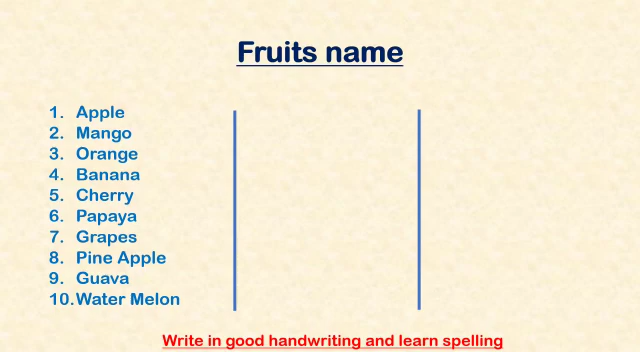 Fruits name
1. Apple
2. Mango
3. Orange
4. Banana
5. Cherry
6. Papaya
7. Grapes
8. Pine Apple
9. Guava
10. Water Melon
Write in good handwriting and learn spelling